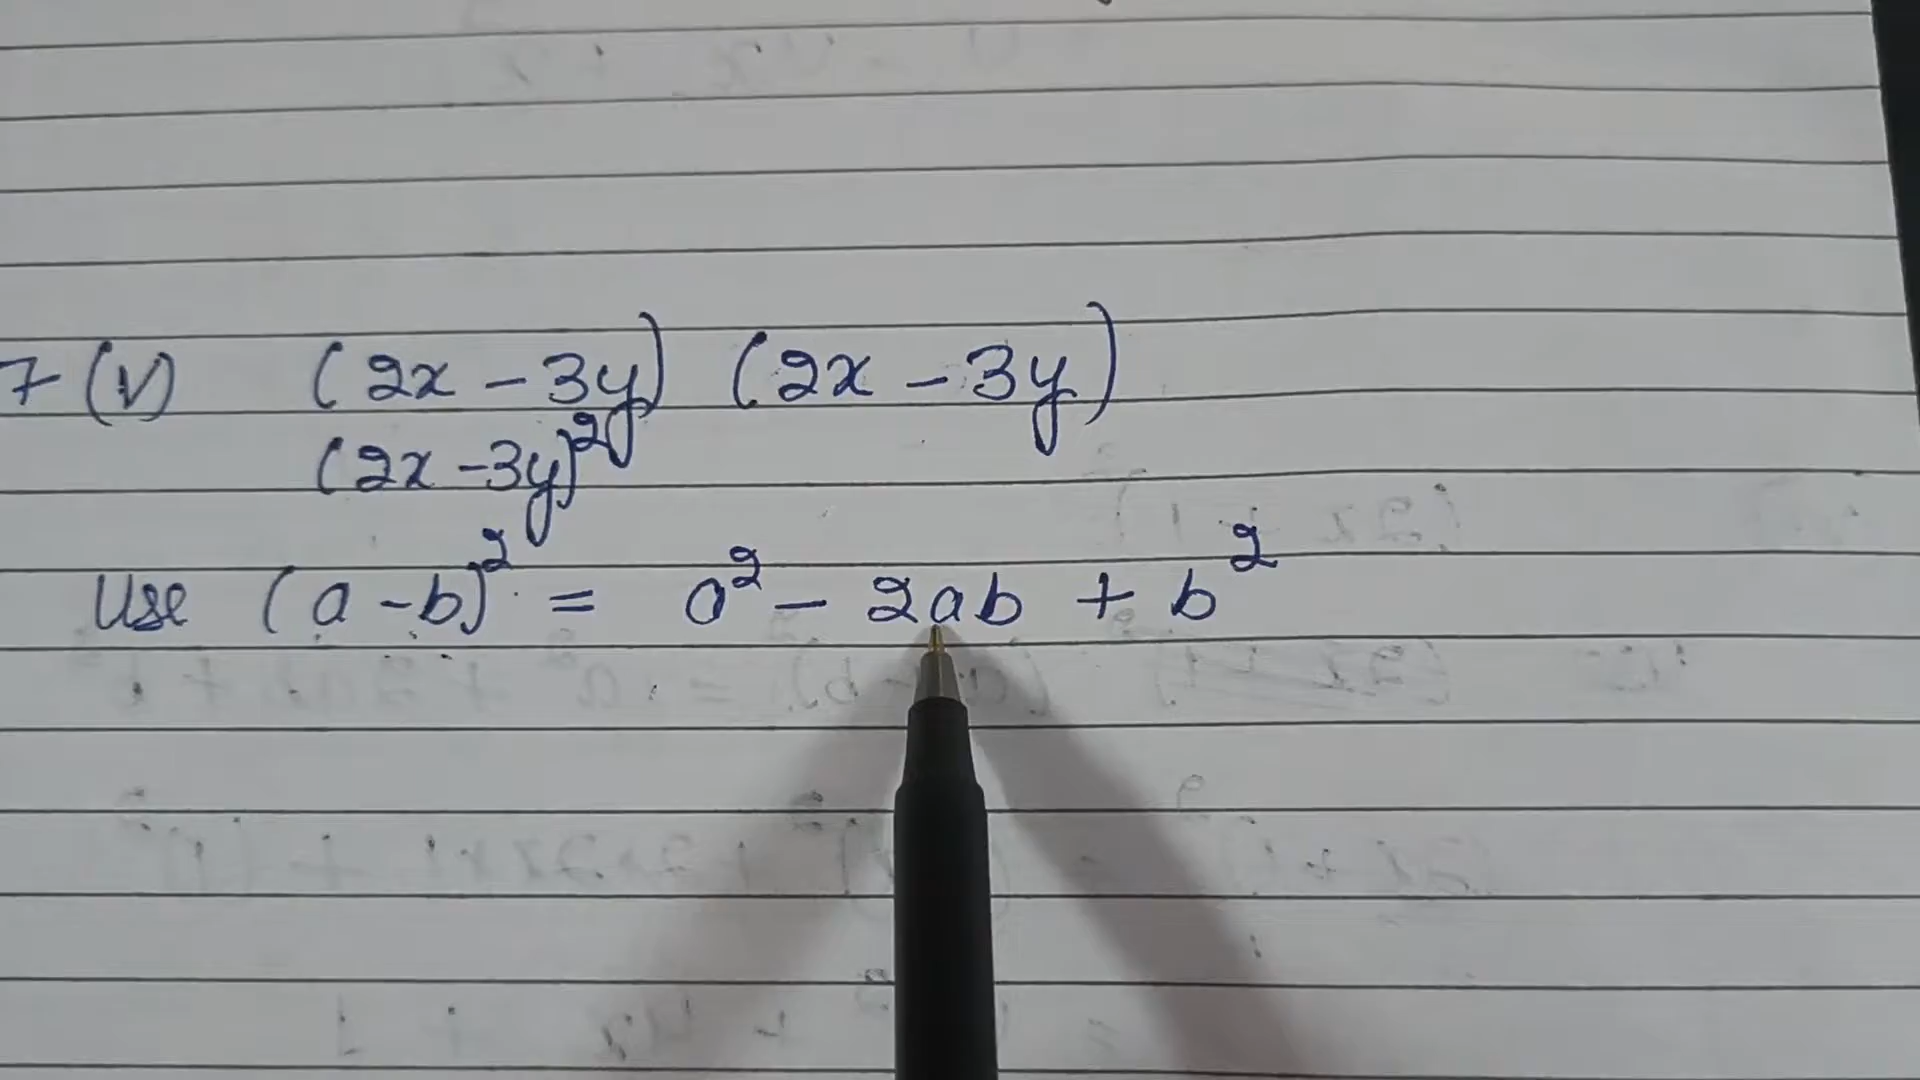 7 (V) (2x - 3y) (2x - 3y)
(2x - 3y)²
Use (a - b)² = a² - 2ab + b²